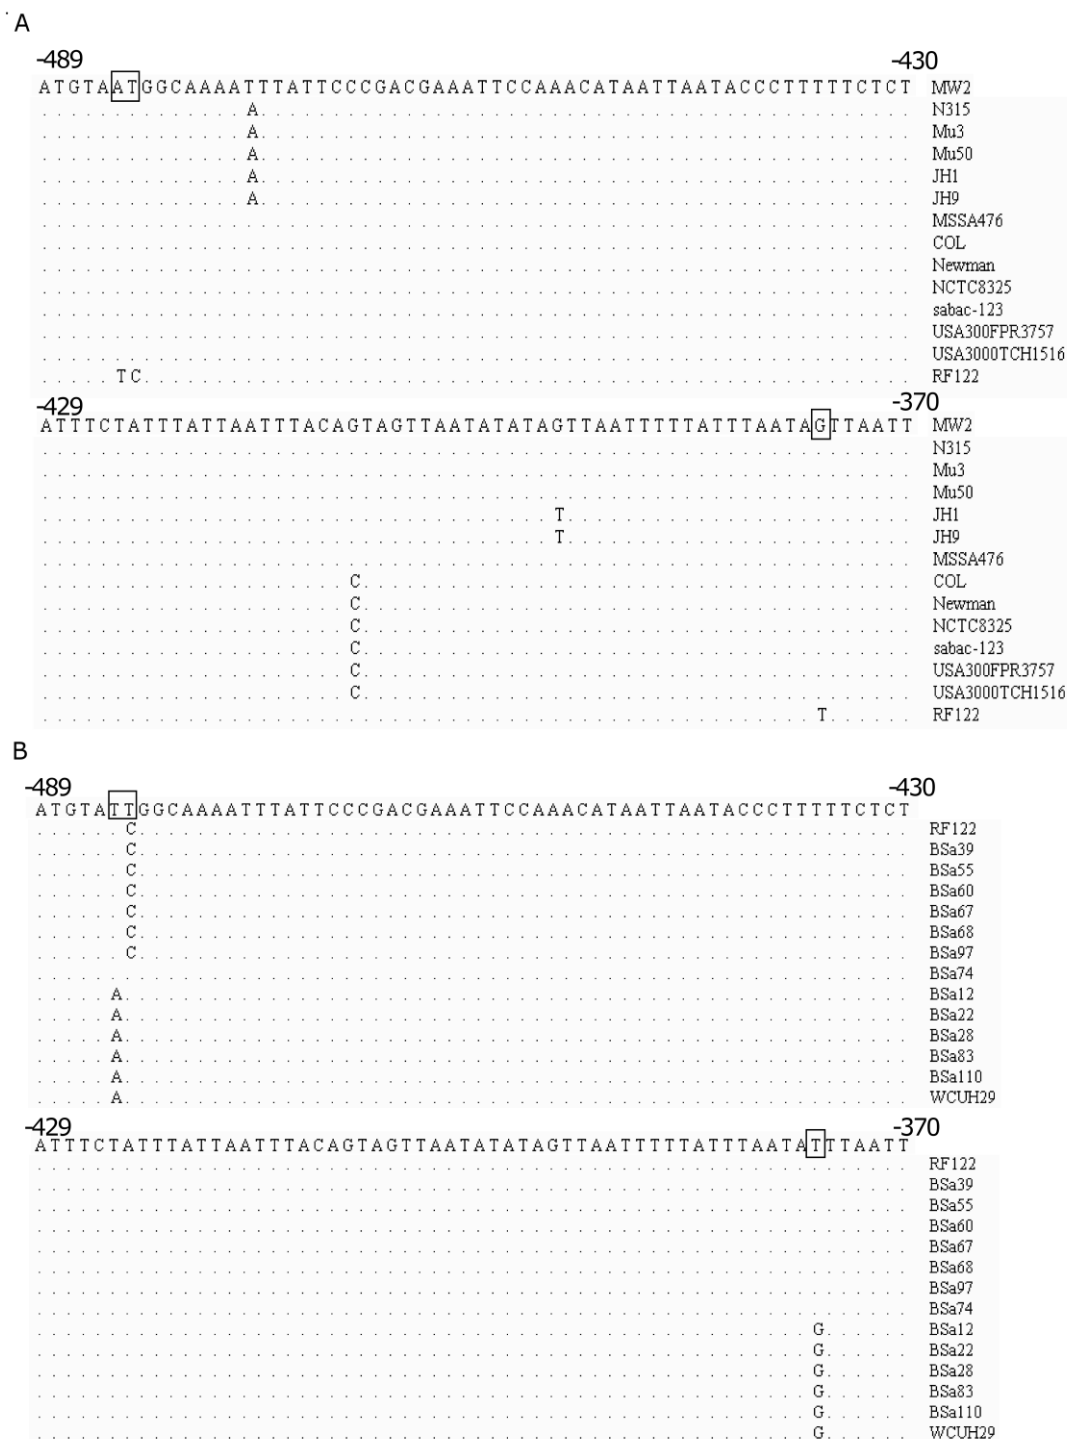 A
-489 -430
ATGTAATGGCAAAATTTATTCCCGACGAAATTCCAAACATAATTAATACCCTTTTTCTCT MW2
A N315
A Mu3
A Mu50
A JH1
A JH9
MSSA476
COL
Newman
NCTC8325
sabac-123
USA300FPR3757
USA3000TCH1516
TC RF122
-429 -370
ATTTCTATTTATTAATTTACAGTAGTTAATATATAGTTAATTTTTATTTAATAGTTAATT MW2
N315
Mu3
Mu50
T JH1
T JH9
MSSA476
C COL
C Newman
C NCTC8325
C sabac-123
C USA300FPR3757
C USA3000TCH1516
T RF122
B
-489 -430
ATGTATTGGCAAAATTTATTCCCGACGAAATTCCAAACATAATTAATACCCTTTTTCTCT
C RF122
C BSa39
C BSa55
C BSa60
C BSa67
C BSa68
C BSa97
BSa74
A BSa12
A BSa22
A BSa28
A BSa83
A BSa110
A WCUH29
-429 -370
ATTTCTATTTATTAATTTACAGTAGTTAATATATAGTTAATTTTTATTTAATATTTAATT
RF122
BSa39
BSa55
BSa60
BSa67
BSa68
BSa97
BSa74
G BSa12
G BSa22
G BSa28
G BSa83
G BSa110
G WCUH29